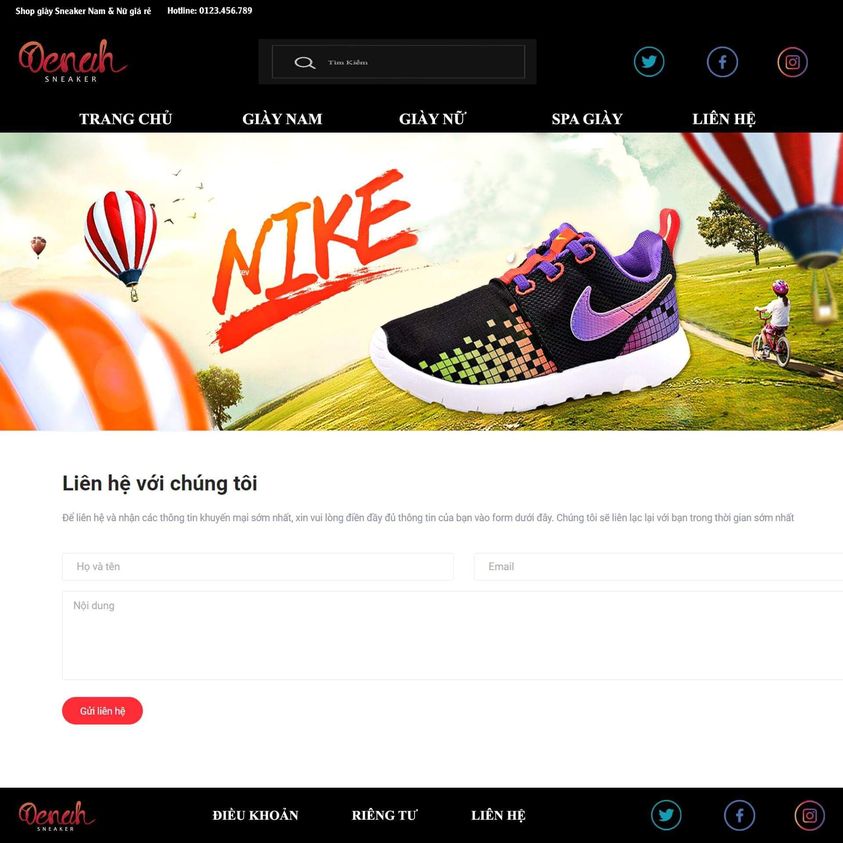 Shop giày Sneaker Nam & Nữ giá rẻ Hotline: 0123.456.789
Oenah
SNEAKER
Tìm Kiếm
TRANG CHỦ GIÀY NAM GIÀY NỮ SPA GIÀY LIÊN HỆ
NIKE
Liên hệ với chúng tôi
Để liên hệ và nhận các thông tin khuyến mại sớm nhất, xin vui lòng điền đầy đủ thông tin của bạn vào form dưới đây. Chúng tôi sẽ liên lạc lại với bạn trong thời gian sớm nhất
Họ và tên Email
Nội dung
Gửi liên hệ
Oenah
SNEAKER
ĐIỀU KHOẢN RIÊNG TƯ LIÊN HỆ